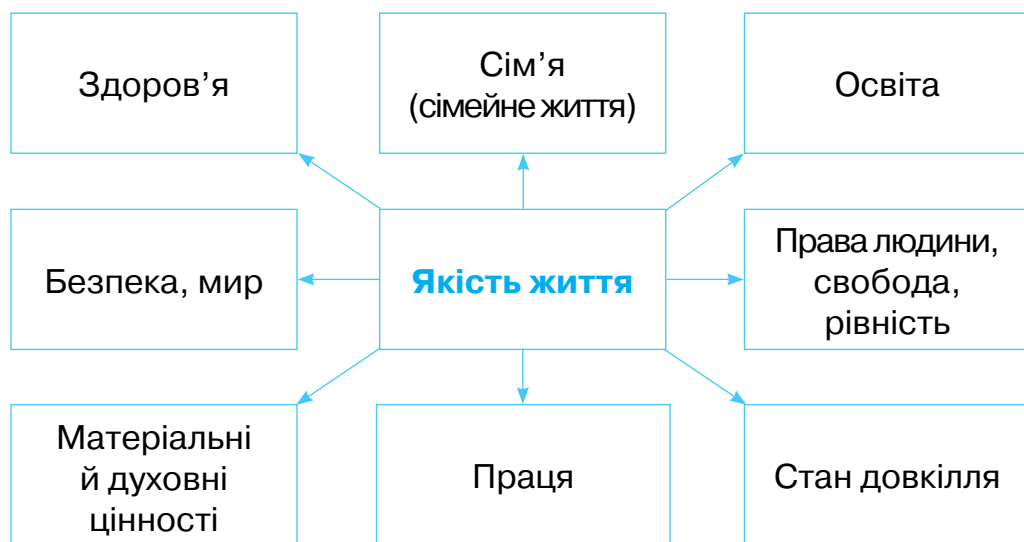 Здоров’я
Сім’я
(сімейне життя)
Освіта
Безпека, мир
Якість життя
Права людини,
свобода,
рівність
Матеріальні
й духовні
цінності
Праця
Стан довкілля